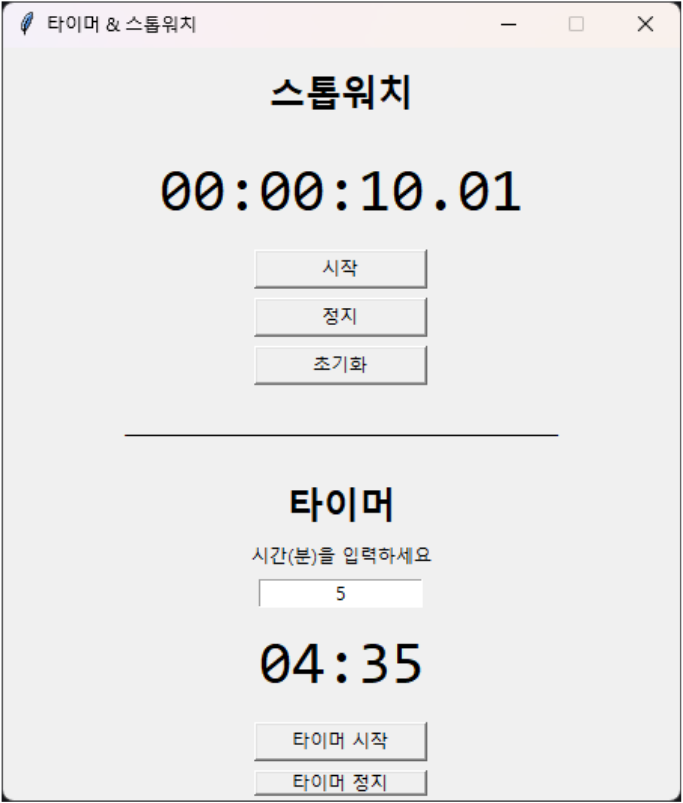 타이머 & 스톱워치
스톱워치
00:00:10.01
시작
정지
초기화
타이머
시간(분)을 입력하세요
5
04:35
타이머 시작
타이머 정지